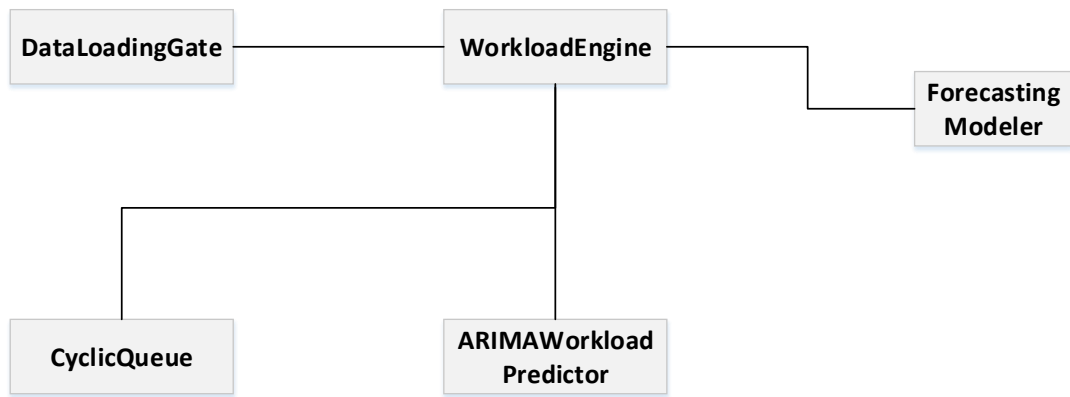 DataLoadingGate
WorkloadEngine
Forecasting
Modeler
CyclicQueue
ARIMAWorkload
Predictor